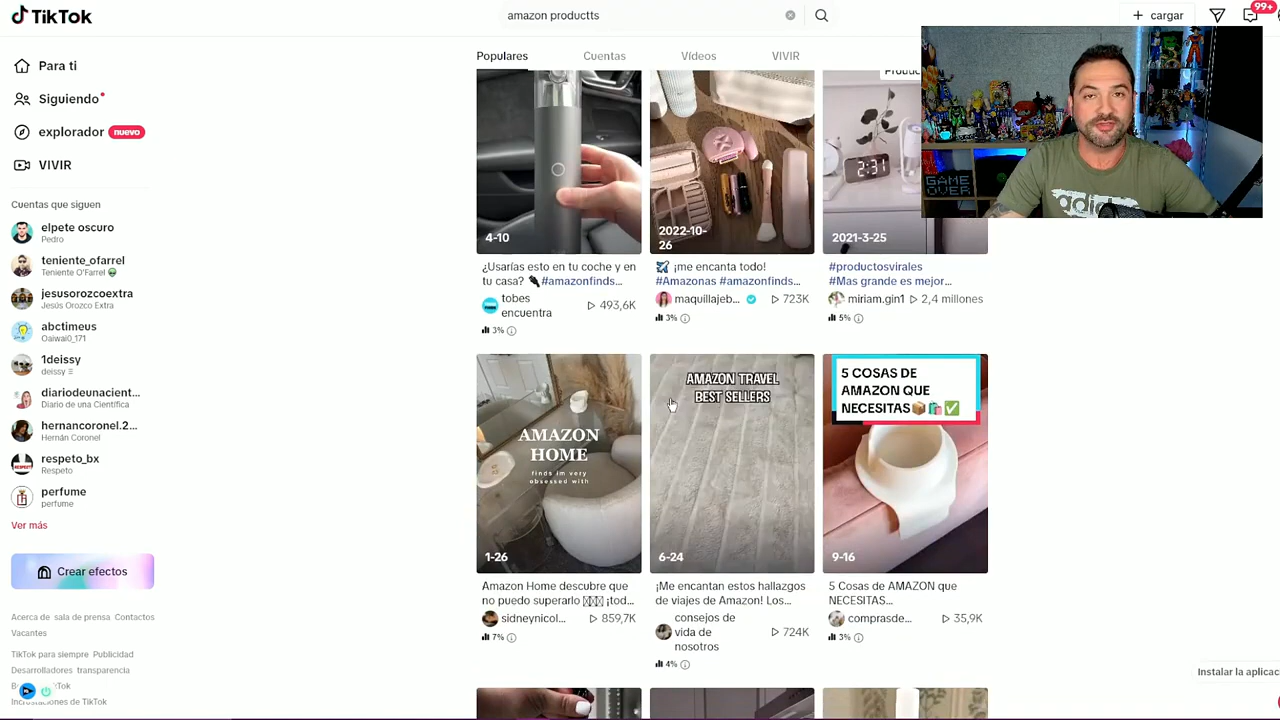 TikTok
amazon productts
cargar
99+
Para ti
Siguiendo
explorador nuevo
VIVIR
Cuentas que siguen
elpete oscuro
Pedro
teniente_ofarrel
Teniente O'Farrel
jesusorozcoextra
Jesús Orozco Extra
abctimeus
Oaiwai0_171
1deissy
deissy
diariodeunacient...
Diario de una Científica
hernancoronel.2...
Hernán Coronel
respeto_bx
Respeto
perfume
perfume
Ver más
Crear efectos
Acerca de sala de prensa Contactos
Vacantes
TikTok para siempre Publicidad
Desarrolladores transparencia
Incrustaciones de TikTok
Populares Cuentas Vídeos VIVIR
4-10
¿Usarías esto en tu coche y en
tu casa? #amazonfinds...
tobes
encuentra
493,6K
3%
2022-10-
26
¡me encanta todo!
#Amazonas #amazonfinds...
maquillajeb... 723K
3%
2:31
2021-3-25
#productosvirales
#Mas grande es mejor...
miriam.gin1 2,4 millones
5%
AMAZON
HOME
finds im very
obsessed with
1-26
Amazon Home descubre que
no puedo superarlo ¡tod...
sidneynicol... 859,7K
7%
AMAZON TRAVEL
BEST SELLERS
6-24
¡Me encantan estos hallazgos
de viajes de Amazon! Los...
consejos de
vida de
nosotros
724K
4%
5 COSAS DE
AMAZON QUE
NECESITAS
9-16
5 Cosas de AMAZON que
NECESITAS...
comprasde... 35,9K
3%
GAME
OVER
adidas
Instalar la aplicac